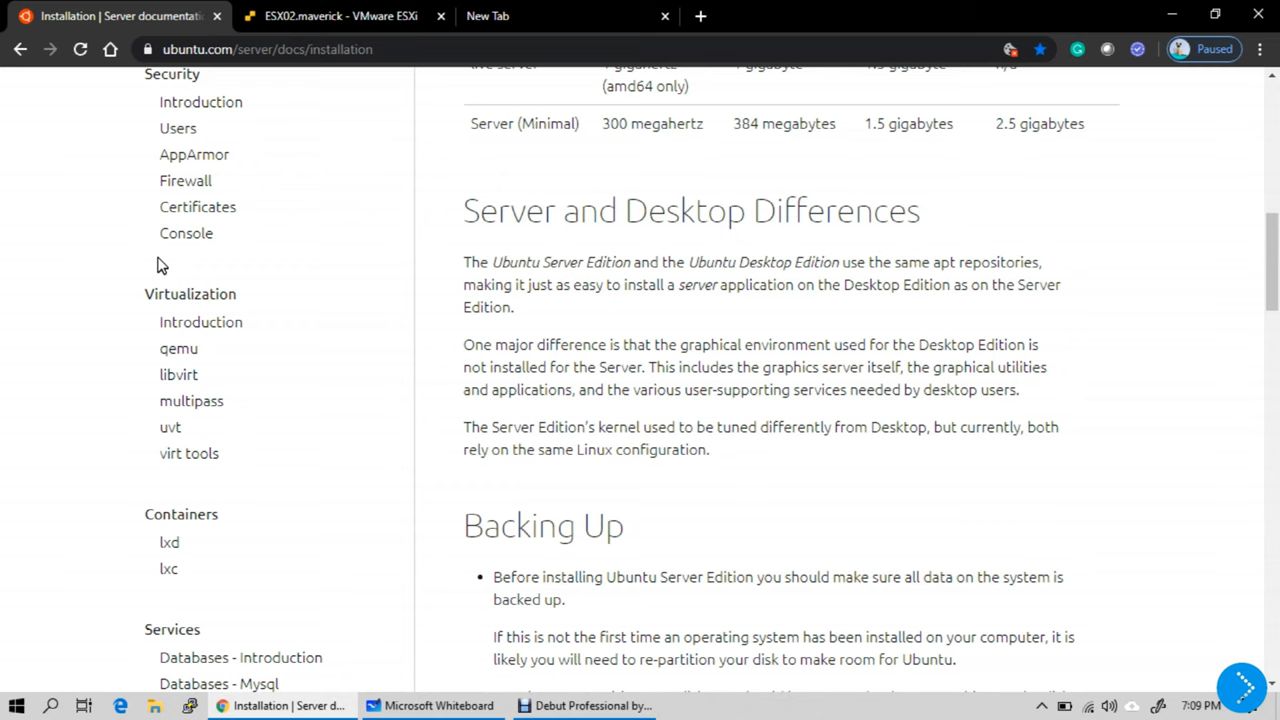 Installation | Server documentati
ESX02.maverick - VMware ESXi
New Tab
ubuntu.com/server/docs/installation
Paused
Security
Introduction
Users
AppArmor
Firewall
Certificates
Console
Virtualization
Introduction
qemu
libvirt
multipass
uvt
virt tools
Containers
lxd
lxc
Services
Databases - Introduction
Databases - Mysql
(amd64 only)
Server (Minimal) 300 megahertz 384 megabytes 1.5 gigabytes 2.5 gigabytes
Server and Desktop Differences
The Ubuntu Server Edition and the Ubuntu Desktop Edition use the same apt repositories,
making it just as easy to install a server application on the Desktop Edition as on the Server
Edition.
One major difference is that the graphical environment used for the Desktop Edition is
not installed for the Server. This includes the graphics server itself, the graphical utilities
and applications, and the various user-supporting services needed by desktop users.
The Server Edition's kernel used to be tuned differently from Desktop, but currently, both
rely on the same Linux configuration.
Backing Up
• Before installing Ubuntu Server Edition you should make sure all data on the system is
backed up.
If this is not the first time an operating system has been installed on your computer, it is
likely you will need to re-partition your disk to make room for Ubuntu.
Installation | Server d...
Microsoft Whiteboard
Debut Professional by...
7:09 PM